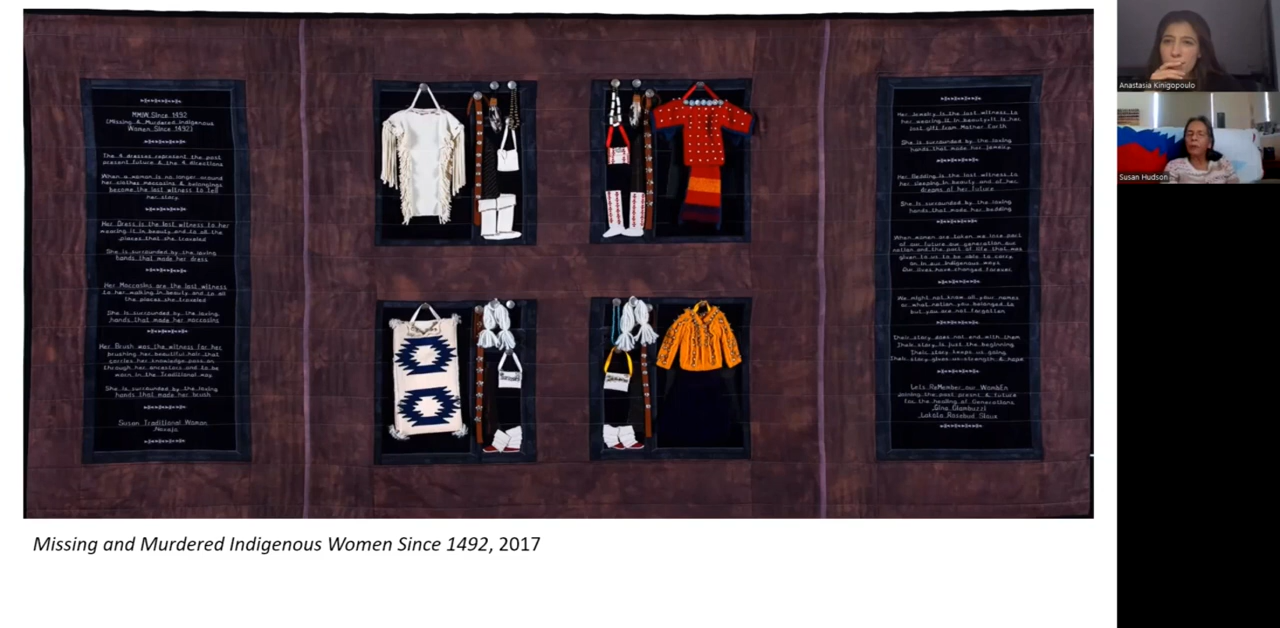 MMIW Since 1492
(Missing & Murdered Indigenous
Women Since 1492)
The 4 dresses represent the past
present future & the 4 directions
When a woman is no longer around
her clothes moccasins & belongings
become the last witness to tell
her story
Her Dress is the last witness to her
wearing it in beauty and to all the
places that she traveled
She is surrounded by the loving
hands that made her dress
Her Moccasins are the last witness
to her walking in beauty and to all
the places she traveled
She is surrounded by the loving
hands that made her moccasins
Her Brush was the witness for her
brushing her beautiful hair that
carries her knowledge
through her ancestors and to be
worn in the Traditional way
She is surrounded by the loving
hands that made her brush
Susan Traditional Woman
Navajo
Her Jewelry is the last witness to
her wearing it in beauty
last gift from Mother Earth
She is surrounded by the loving
hands that made her jewelry
Her Bedding is the last witness to
her sleeping in beauty and of her
dreams of her future
She is surrounded by the loving
hands that made her bedding
When women are taken we lose part
of our future our generation our
nation and the part of life that was
given to us to be able to carry
on in our Indigenous ways
Our lives have changed forever
We might not know all your names
or what nation you belonged to
but you are not forgotten
Their story does not end with them
Their story is just the beginning
Their story keeps us going
Their story gives us strength & hope
Lets ReMember our WombEn
joining the past present & future
for the healing of Generations
Lakota Rosebud Sioux
Missing and Murdered Indigenous Women Since 1492, 2017
Anastasia Kinigopoulo
Susan Hudson